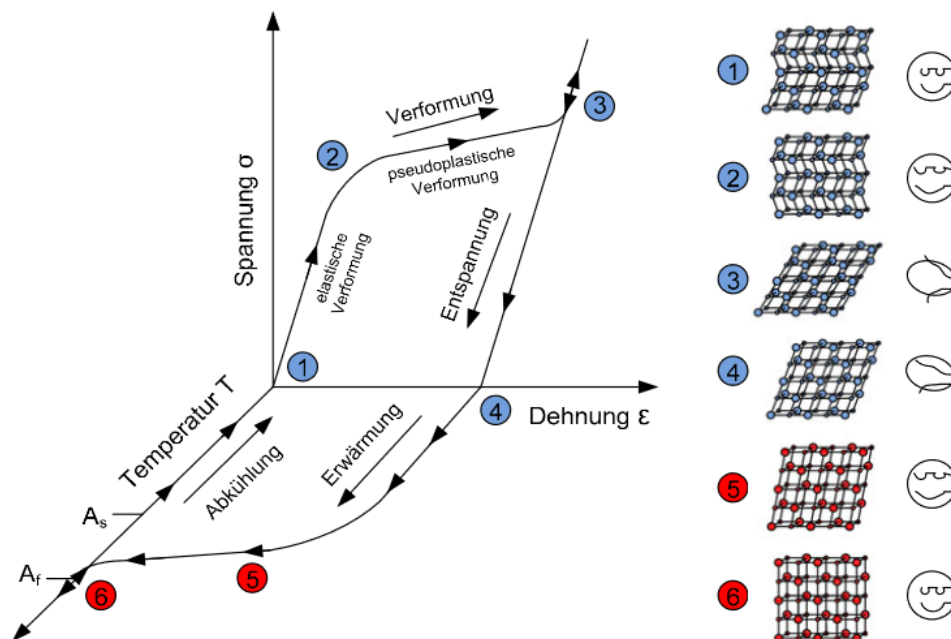 Spannung σ
Verformung
pseudoplastische
Verformung
elastische
Verformung
Entspannung
1
2
3
4
Dehnung ε
Temperatur T
Abkühlung
Erwärmung
As
Af
5
6
1
2
3
4
5
6